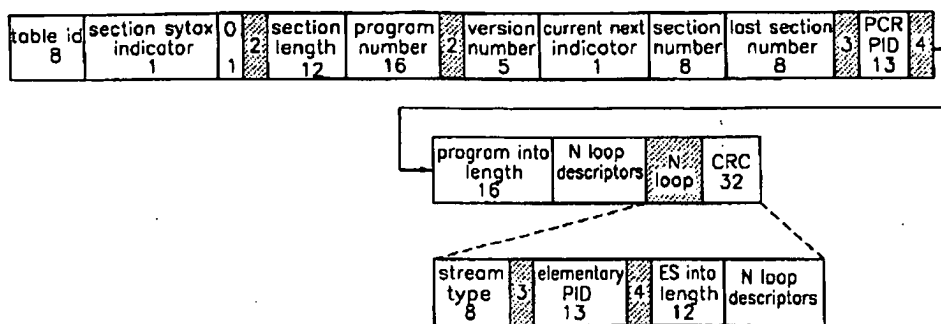 table id
8
section sytax
indicator
1
0
1
2
section
length
12
program
number
16
2
version
number
5
current next
indicator
1
section
number
8
last section
number
8
3
PCR
PID
13
4
program into
length
16
N loop
descriptors
N
loop
CRC
32
stream
type
8
3
elementary
PID
13
4
ES into
length
12
N loop
descriptors